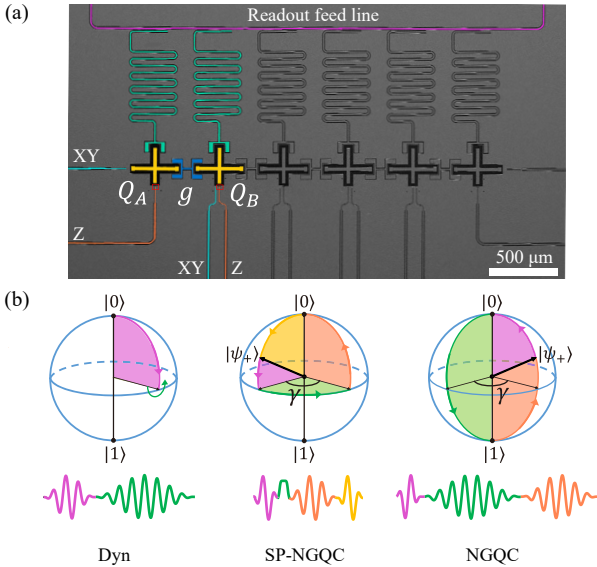 (a)
Readout feed line
XY
Q_A g Q_B
Z
XY Z
500 μm
(b)
|0⟩ |0⟩ |0⟩
|ψ₊⟩ |ψ₊⟩
γ γ
|1⟩ |1⟩ |1⟩
Dyn SP-NGQC NGQC